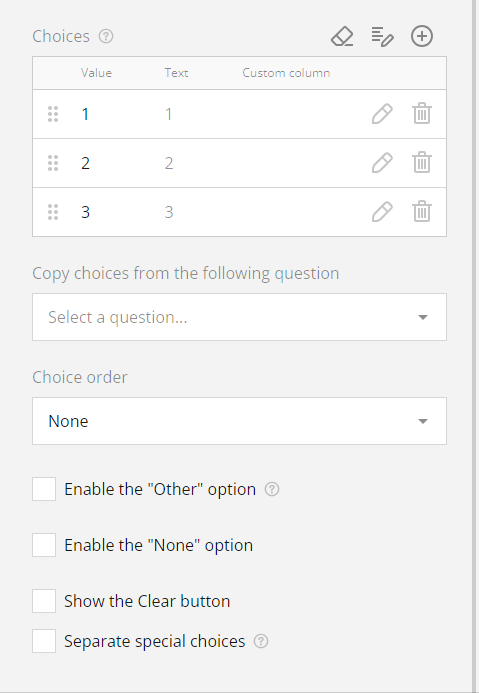 Choices ?
Value Text Custom column
1 1
2 2
3 3
Copy choices from the following question
Select a question...
Choice order
None
Enable the "Other" option ?
Enable the "None" option
Show the Clear button
Separate special choices ?